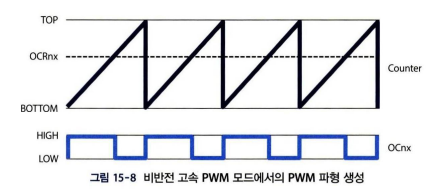 TOP
OCRnx
Counter
BOTTOM
HIGH
OCnx
LOW
그림 15-8 비반전 고속 PWM 모드에서의 PWM 파형 생성